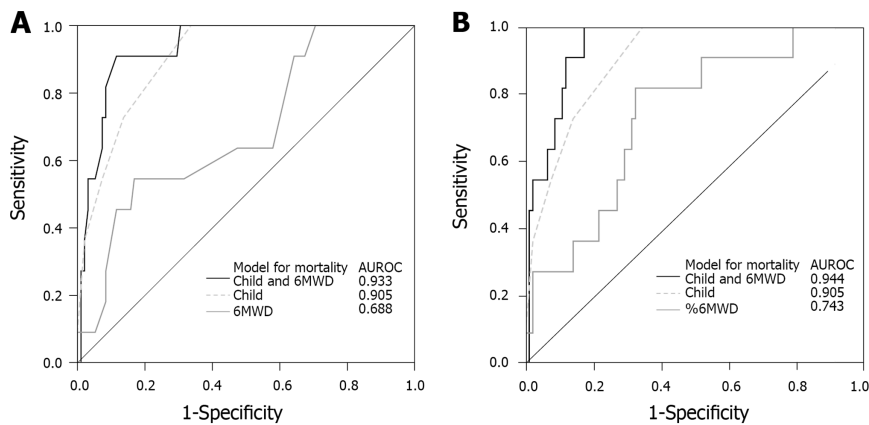 A
1.0
0.8
0.6
0.4
0.2
0.0
Sensitivity
Model for mortality AUROC
Child and 6MWD 0.933
Child 0.905
6MWD 0.688
0.0 0.2 0.4 0.6 0.8 1.0
1-Specificity
B
1.0
0.8
0.6
0.4
0.2
0.0
Sensitivity
Model for mortality AUROC
Child and 6MWD 0.944
Child 0.905
%6MWD 0.743
0.0 0.2 0.4 0.6 0.8 1.0
1-Specificity